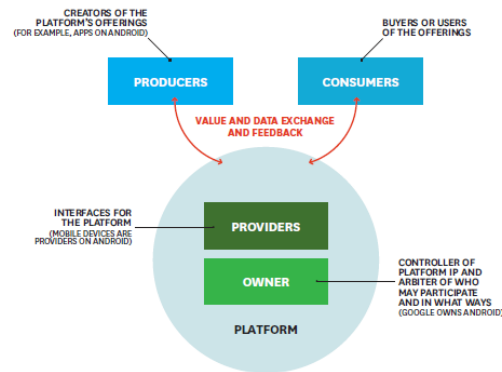 CREATORS OF THE
PLATFORM'S OFFERINGS
(FOR EXAMPLE, APPS ON ANDROID)
BUYERS OR USERS
OF THE OFFERINGS
PRODUCERS
CONSUMERS
VALUE AND DATA EXCHANGE
AND FEEDBACK
INTERFACES FOR
THE PLATFORM
(MOBILE DEVICES ARE
PROVIDERS ON ANDROID)
PROVIDERS
OWNER
CONTROLLER OF
PLATFORM IP AND
ARBITER OF WHO
MAY PARTICIPATE
AND IN WHAT WAYS
(GOOGLE OWNS ANDROID)
PLATFORM